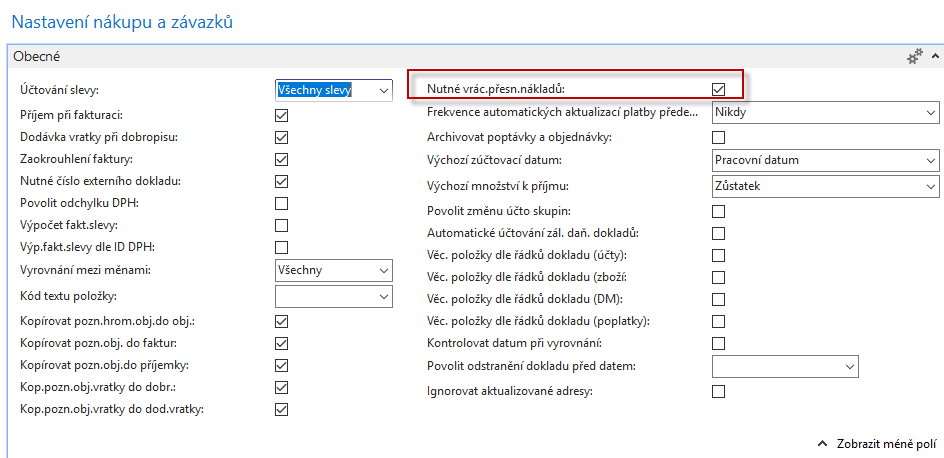 Nastavení nákupu a závazků
Obecné
Účtování slevy: Všechny slevy
Příjem při fakturaci:
Dodávka vratky při dobropisu:
Zaokrouhlení faktury:
Nutné číslo externího dokladu:
Povolit odchylku DPH:
Výpočet fakt.slevy:
Výp.fakt.slevy dle ID DPH:
Vyrovnání mezi měnami: Všechny
Kód textu položky:
Kopírovat pozn.hrom.obj.do obj.:
Kopírovat pozn.obj. do faktur:
Kopírovat pozn.obj.do příjemky:
Kop.pozn.obj.vratky do dobr.:
Kop.pozn.obj.vratky do dod.vratky:
Nutné vrác.přesn.nákladů:
Frekvence automatických aktualizací platby přede... Nikdy
Archivovat poptávky a objednávky:
Výchozí zúčtovací datum: Pracovní datum
Výchozí množství k příjmu: Zůstatek
Povolit změnu účto skupin:
Automatické účtování zál. daň. dokladů:
Věc. položky dle řádků dokladu (účty):
Věc. položky dle řádků dokladu (zboží:
Věc. položky dle řádků dokladu (DM):
Věc. položky dle řádků dokladu (poplatky):
Kontrolovat datum při vyrovnání:
Povolit odstranění dokladu před datem:
Ignorovat aktualizované adresy:
Zobrazit méně polí